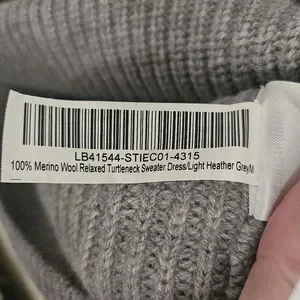 LB41544-STIEC01-4315
100% Merino Wool Relaxed Turtleneck Sweater Dress/Light Heather Grey/M